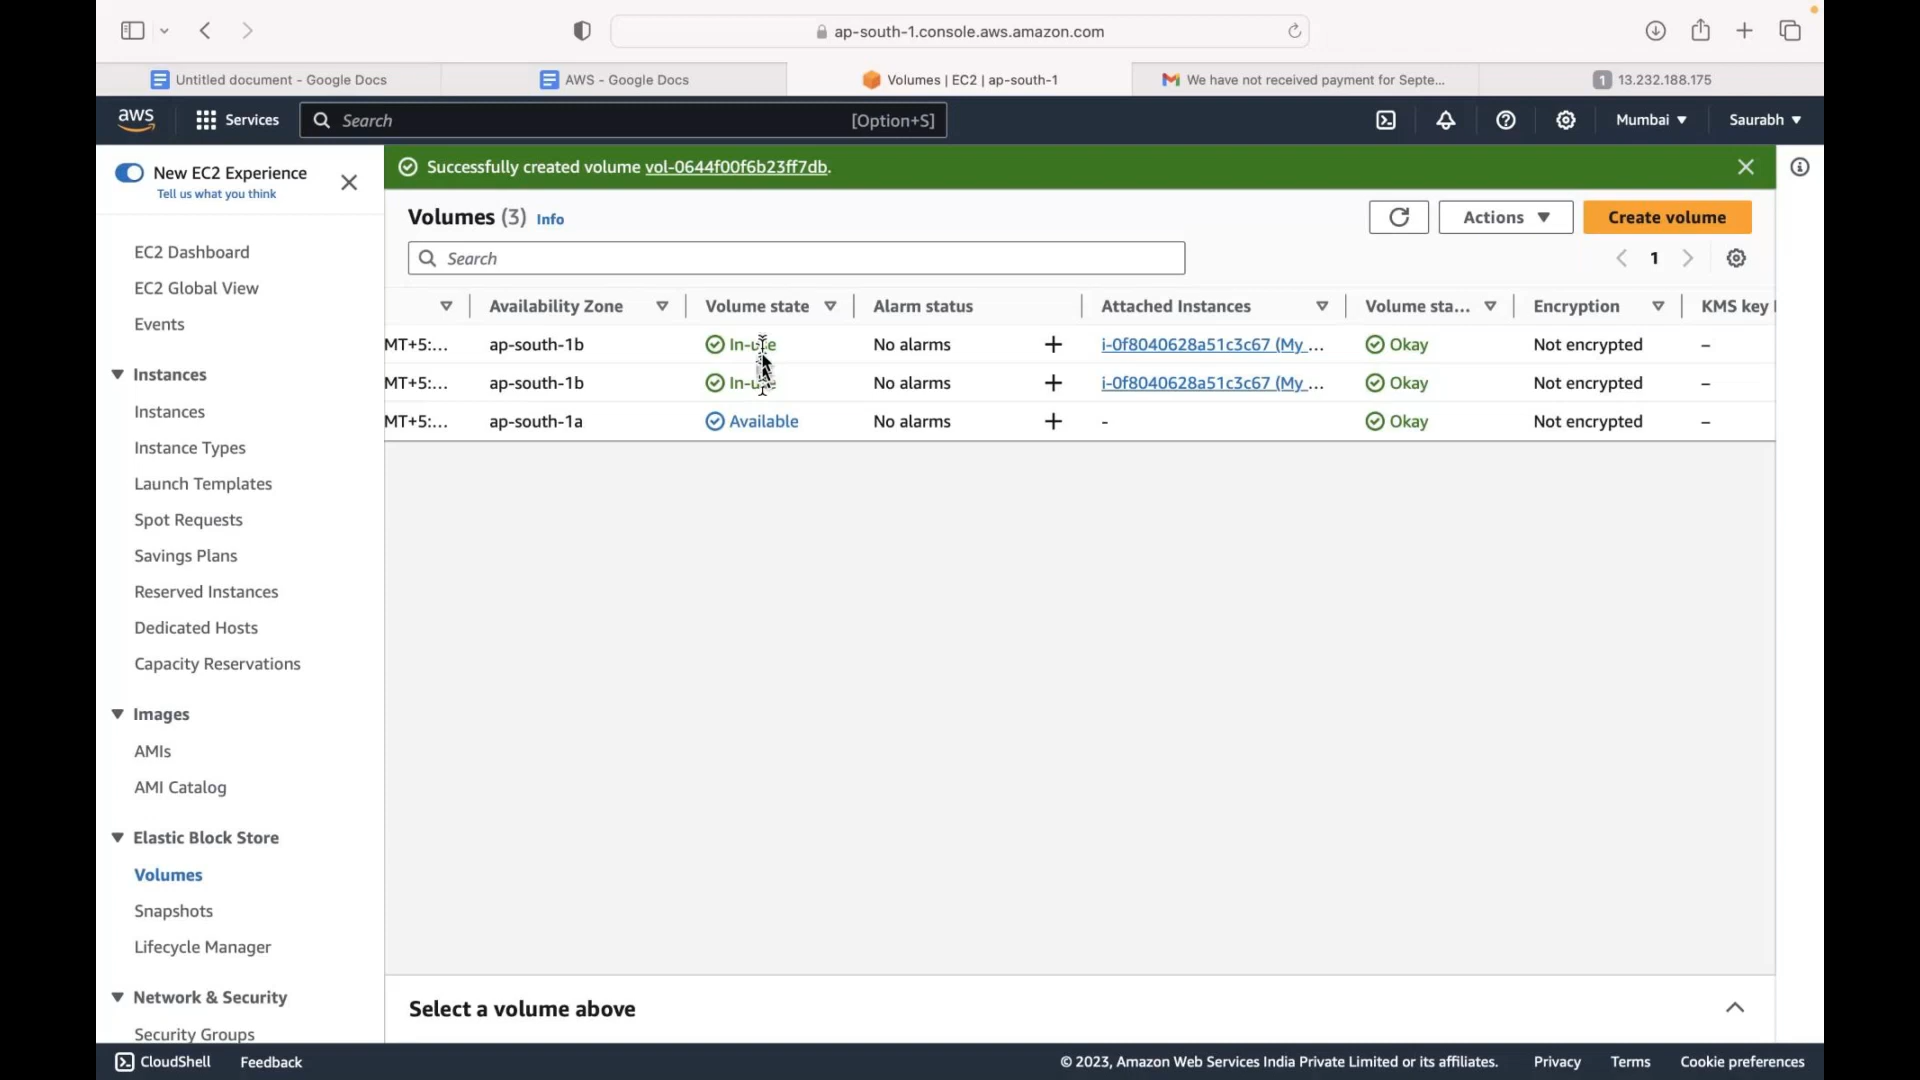 ap-south-1.console.aws.amazon.com
Untitled document - Google Docs
AWS - Google Docs
Volumes | EC2 | ap-south-1
We have not received payment for Septe...
1 13.232.188.175
aws
Services
Search [Option+S]
Mumbai
Saurabh
New EC2 Experience
Tell us what you think
EC2 Dashboard
EC2 Global View
Events
Instances
Instances
Instance Types
Launch Templates
Spot Requests
Savings Plans
Reserved Instances
Dedicated Hosts
Capacity Reservations
Images
AMIs
AMI Catalog
Elastic Block Store
Volumes
Snapshots
Lifecycle Manager
Network & Security
Security Groups
Successfully created volume vol-0644f00f6b23ff7db.
Volumes (3) Info
Actions
Create volume
Search
1
Availability Zone Volume state Alarm status Attached Instances Volume sta... Encryption KMS key
MT+5:... ap-south-1b In-use No alarms + i-0f8040628a51c3c67 (My ... Okay Not encrypted –
MT+5:... ap-south-1b In-use No alarms + i-0f8040628a51c3c67 (My ... Okay Not encrypted –
MT+5:... ap-south-1a Available No alarms + - Okay Not encrypted –
Select a volume above
CloudShell Feedback
© 2023, Amazon Web Services India Private Limited or its affiliates. Privacy Terms Cookie preferences